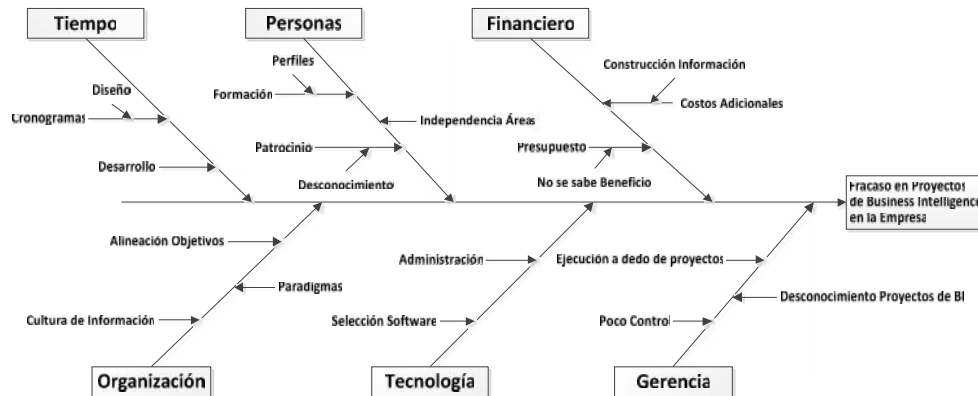 Tiempo
Personas
Financiero
Perfiles
Construcción Información
Diseño
Formación
Costos Adicionales
Cronogramas
Independencia Áreas
Patrocinio
Presupuesto
Desarrollo
Desconocimiento
No se sabe Beneficio
Fracaso en Proyectos
de Business Intelligence
en la Empresa
Alineación Objetivos
Administración
Ejecución a dedo de proyectos
Paradigmas
Desconocimiento Proyectos de BI
Cultura de Información
Selección Software
Poco Control
Organización
Tecnología
Gerencia